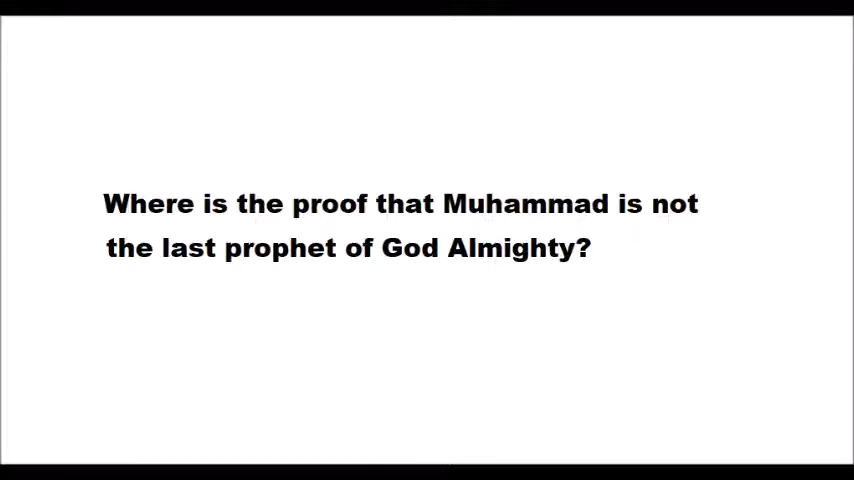 Where is the proof that Muhammad is not
the last prophet of God Almighty?